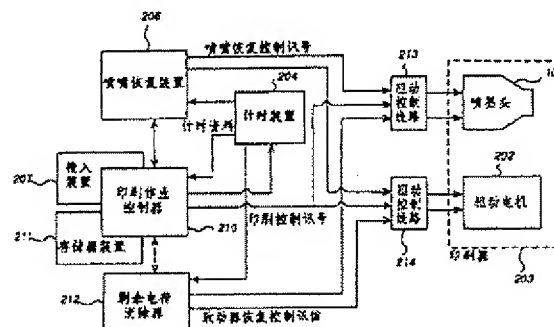 206
喷嘴恢复控制讯号
喷嘴恢复装置
204
计时装置
计时资料
213
驱动
控制
线路
10
喷墨头
207
输入
装置
印刷作业
控制器
210
印刷控制讯号
211
存储器装置
202
驱动电机
驱动
控制
线路
214
印刷器
203
212
剩余电荷
消除器
致动器恢复控制讯号